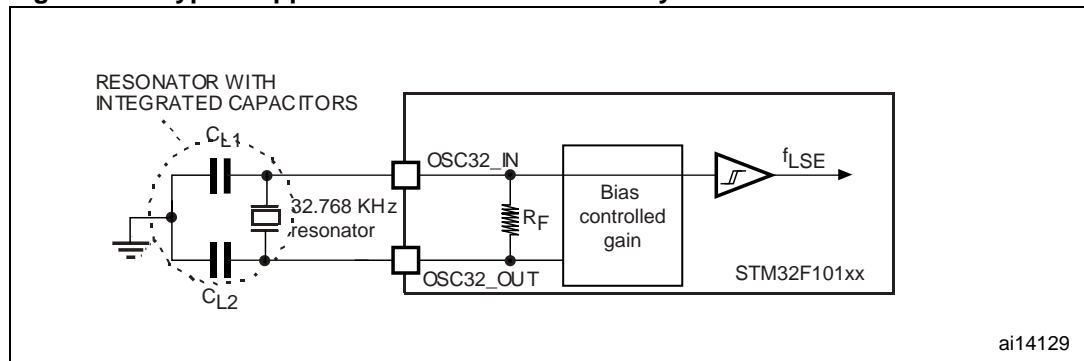 RESONATOR WITH
INTEGRATED CAPACITORS
CL1
OSC32_IN
fLSE
32.768 KHz
resonator
RF
Bias
controlled
gain
OSC32_OUT
STM32F101xx
CL2
ai14129